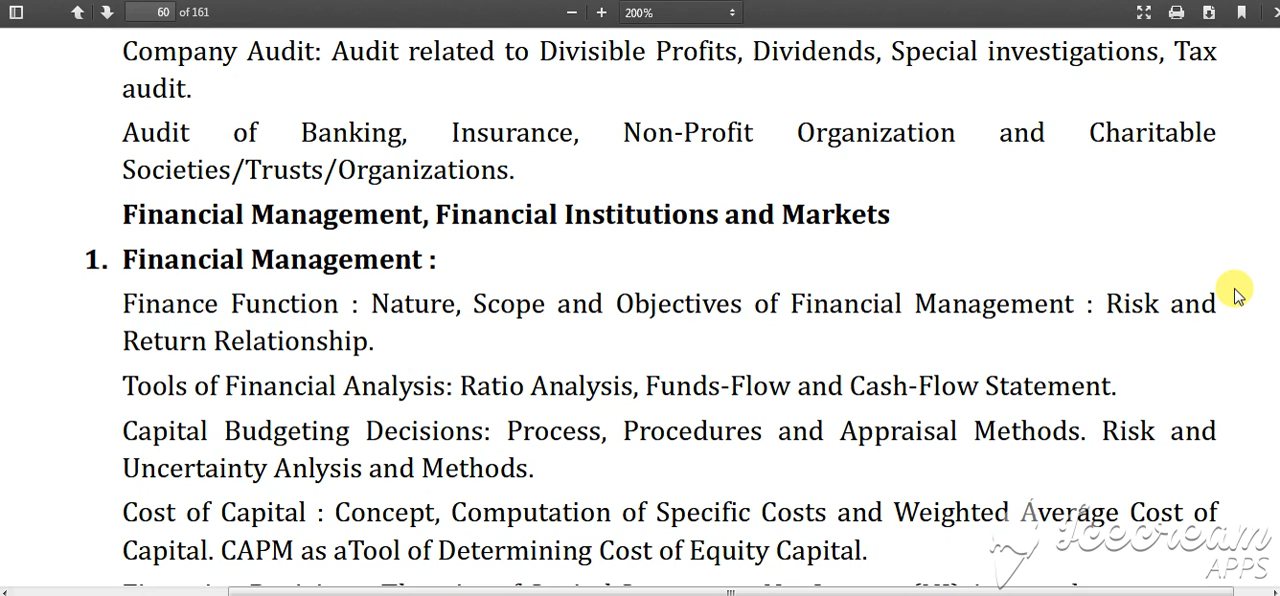 60 of 161
200%
Company Audit: Audit related to Divisible Profits, Dividends, Special investigations, Tax
audit.
Audit of Banking, Insurance, Non-Profit Organization and Charitable
Societies/Trusts/Organizations.
Financial Management, Financial Institutions and Markets
1. Financial Management :
Finance Function : Nature, Scope and Objectives of Financial Management : Risk and
Return Relationship.
Tools of Financial Analysis: Ratio Analysis, Funds-Flow and Cash-Flow Statement.
Capital Budgeting Decisions: Process, Procedures and Appraisal Methods. Risk and
Uncertainty Anlysis and Methods.
Cost of Capital : Concept, Computation of Specific Costs and Weighted Average Cost of
Capital. CAPM as aTool of Determining Cost of Equity Capital.
Icecream
APPS